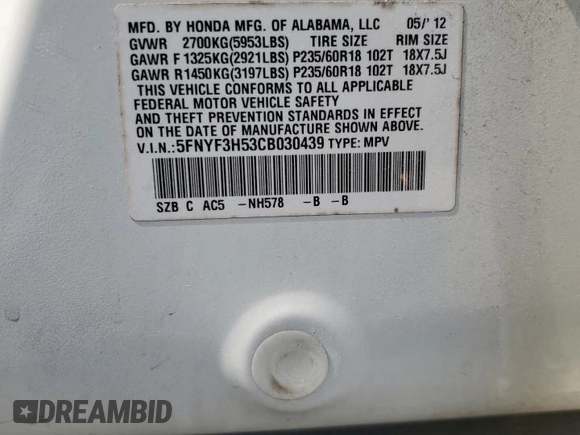 MFD. BY HONDA MFG. OF ALABAMA, LLC 05/' 12
GVWR 2700KG(5953LBS) TIRE SIZE RIM SIZE
GAWR F 1325KG(2921LBS) P235/60R18 102T 18X7.5J
GAWR R1450KG(3197LBS) P235/60R18 102T 18X7.5J
THIS VEHICLE CONFORMS TO ALL APPLICABLE
FEDERAL MOTOR VEHICLE SAFETY
AND THEFT PREVENTION STANDARDS IN EFFECT
ON THE DATE OF MANUFACTURE SHOWN ABOVE.
V.I.N.:5FNYF3H53CB030439 TYPE: MPV
SZB C AC5 -NH578 -B -B
DREAMBID